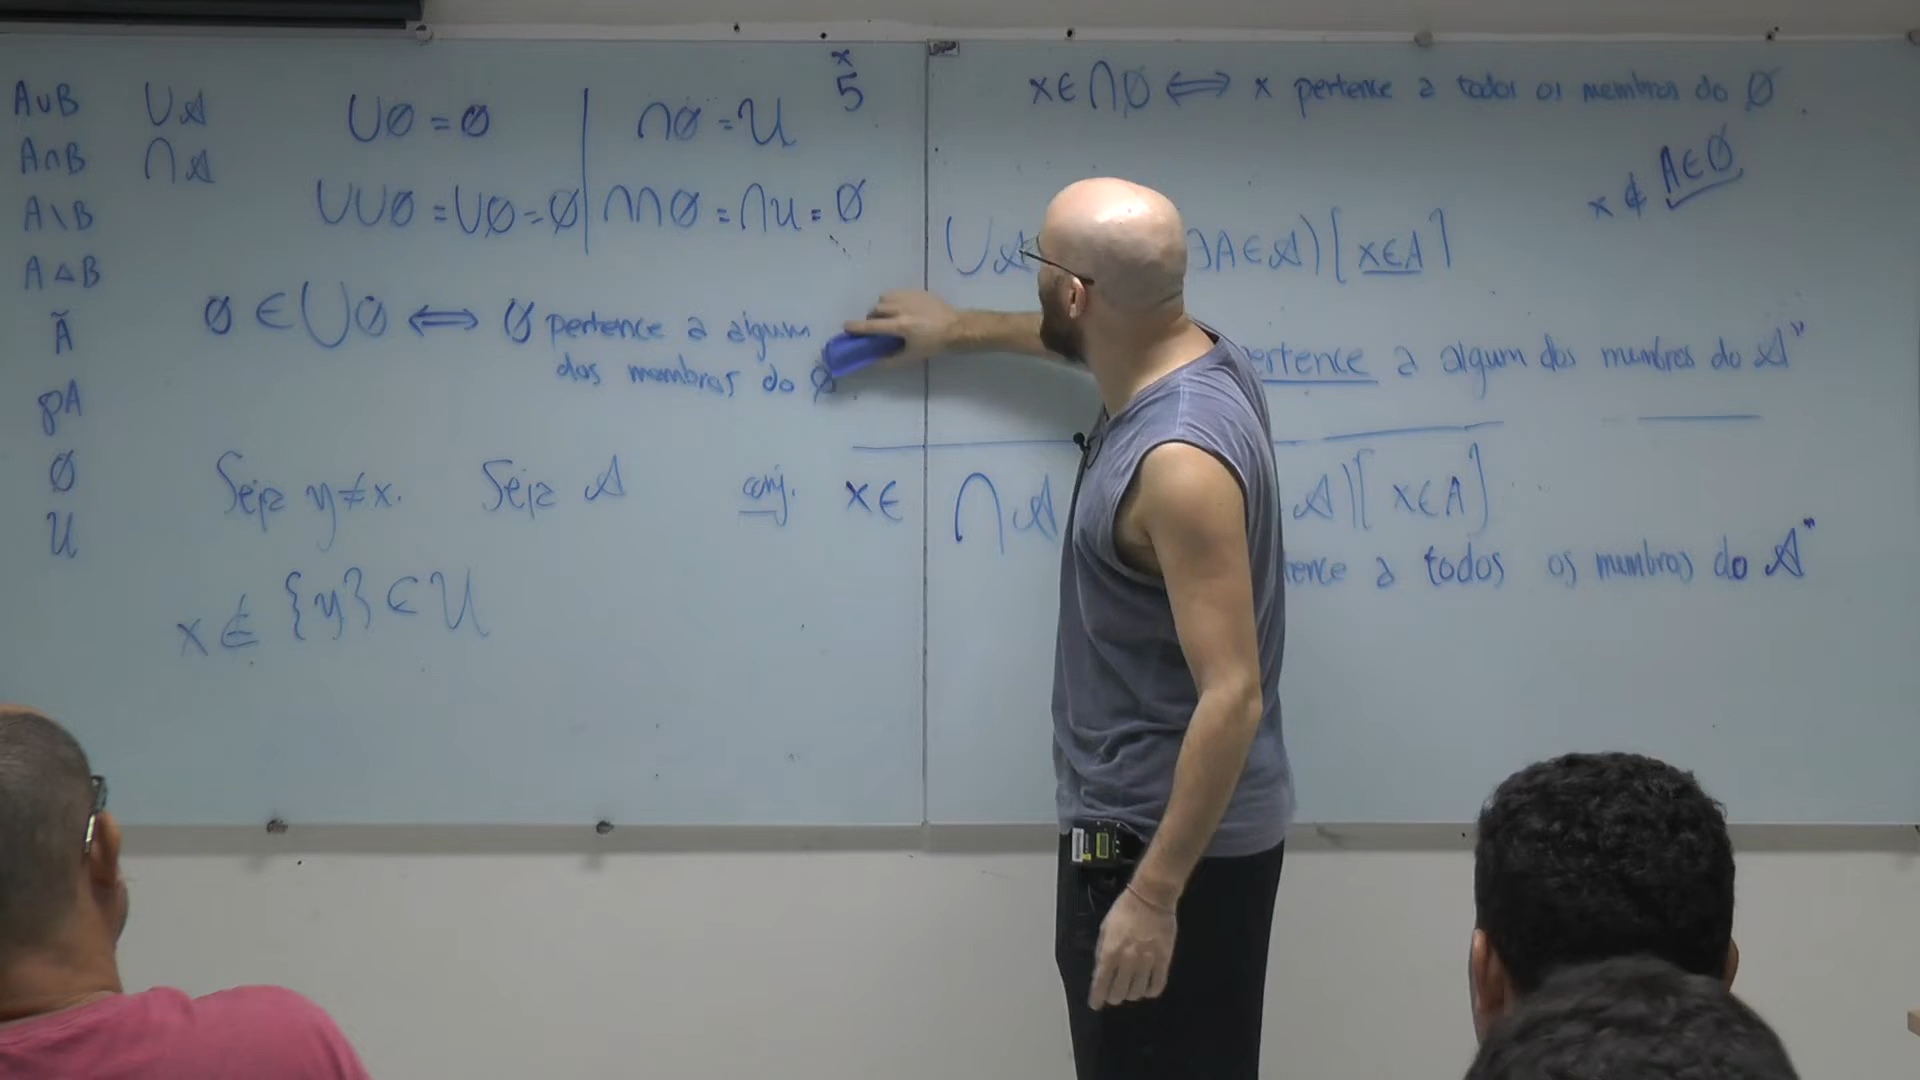 A∪B ∪𝒜
A∩B ∩𝒜
A\B
A△B
Ã
℘A
∅
𝒰
∪∅ = ∅
∪∪∅ = ∪∅ = ∅
x
5
∩∅ = 𝒰
∩∩∅ = ∩𝒰 = ∅
∅ ∈ ∪∅ ⟺ ∅ pertence a algum
dos membros do ∅
Seja y ≠ x. Seja 𝒜 conj.
x ∉ {y} ∈ 𝒰
x ∈ ∩∅ ⟺ x pertence a todos os membros do ∅
x ∉ A ∈ ∅
∪𝒜 ∃A ∈ 𝒜)[x ∈ A]
pertence a algum dos membros do 𝒜"
x ∈ ∩𝒜 𝒜)[x ∈ A]
tence a todos os membros do 𝒜"